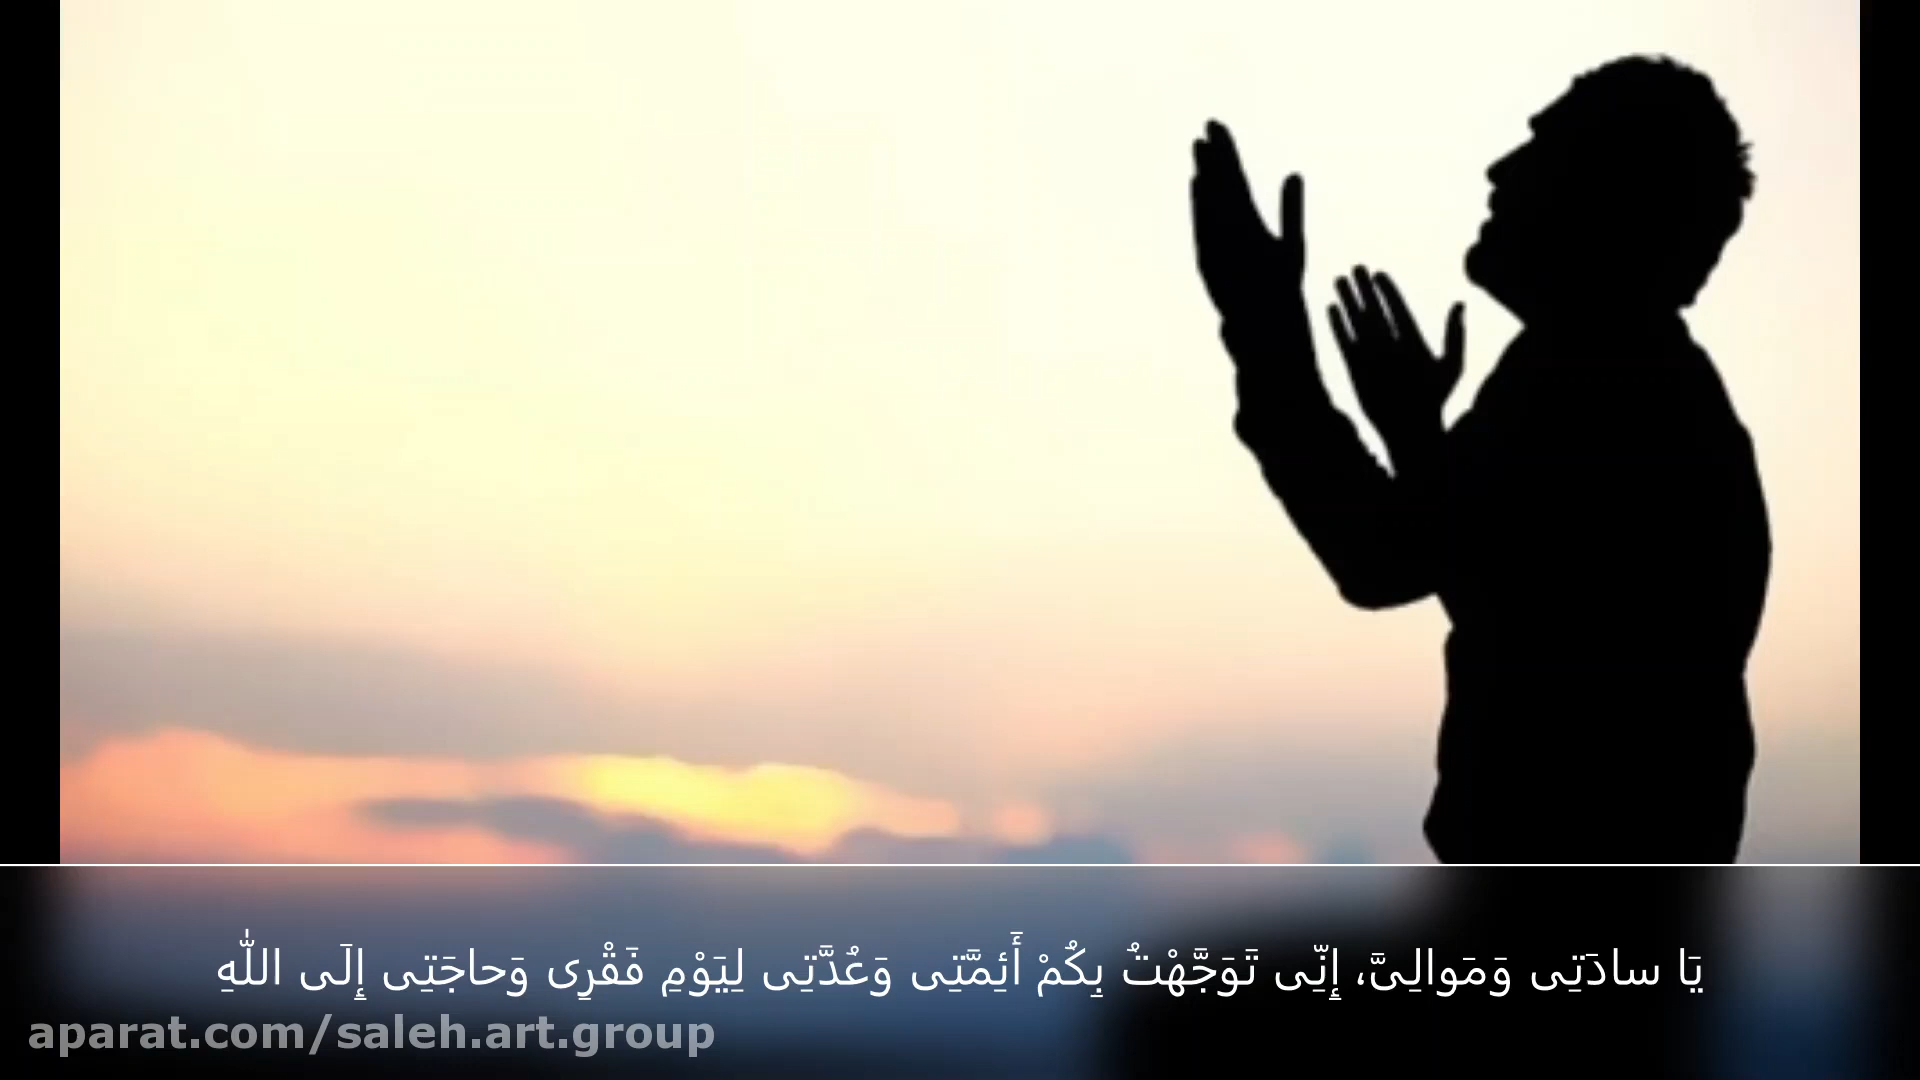 يَا سادَتِى وَمَوالِىَّ، إِنِّى تَوَجَّهْتُ بِكُمْ أَئِمَّتِى وَعُدَّتِى لِيَوْمِ فَقْرِى وَحاجَتِى إِلَى اللّٰهِ
aparat.com/saleh.art.group